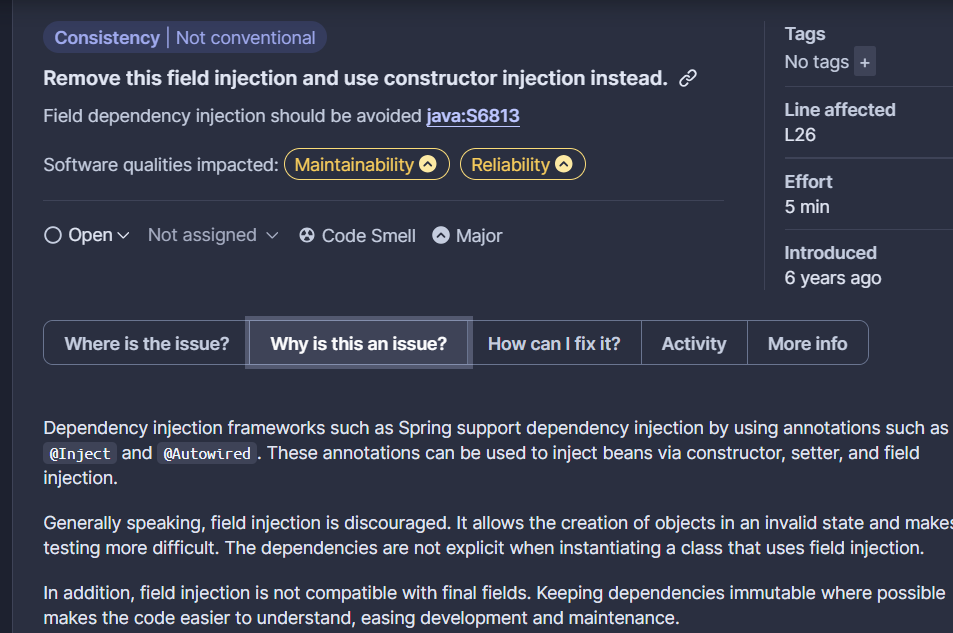 Consistency | Not conventional
Remove this field injection and use constructor injection instead.
Field dependency injection should be avoided java:S6813
Software qualities impacted: Maintainability Reliability
Open Not assigned Code Smell Major
Tags
No tags +
Line affected
L26
Effort
5 min
Introduced
6 years ago
Where is the issue? Why is this an issue? How can I fix it? Activity More info
Dependency injection frameworks such as Spring support dependency injection by using annotations such as
@Inject and @Autowired. These annotations can be used to inject beans via constructor, setter, and field
injection.
Generally speaking, field injection is discouraged. It allows the creation of objects in an invalid state and makes
testing more difficult. The dependencies are not explicit when instantiating a class that uses field injection.
In addition, field injection is not compatible with final fields. Keeping dependencies immutable where possible
makes the code easier to understand, easing development and maintenance.